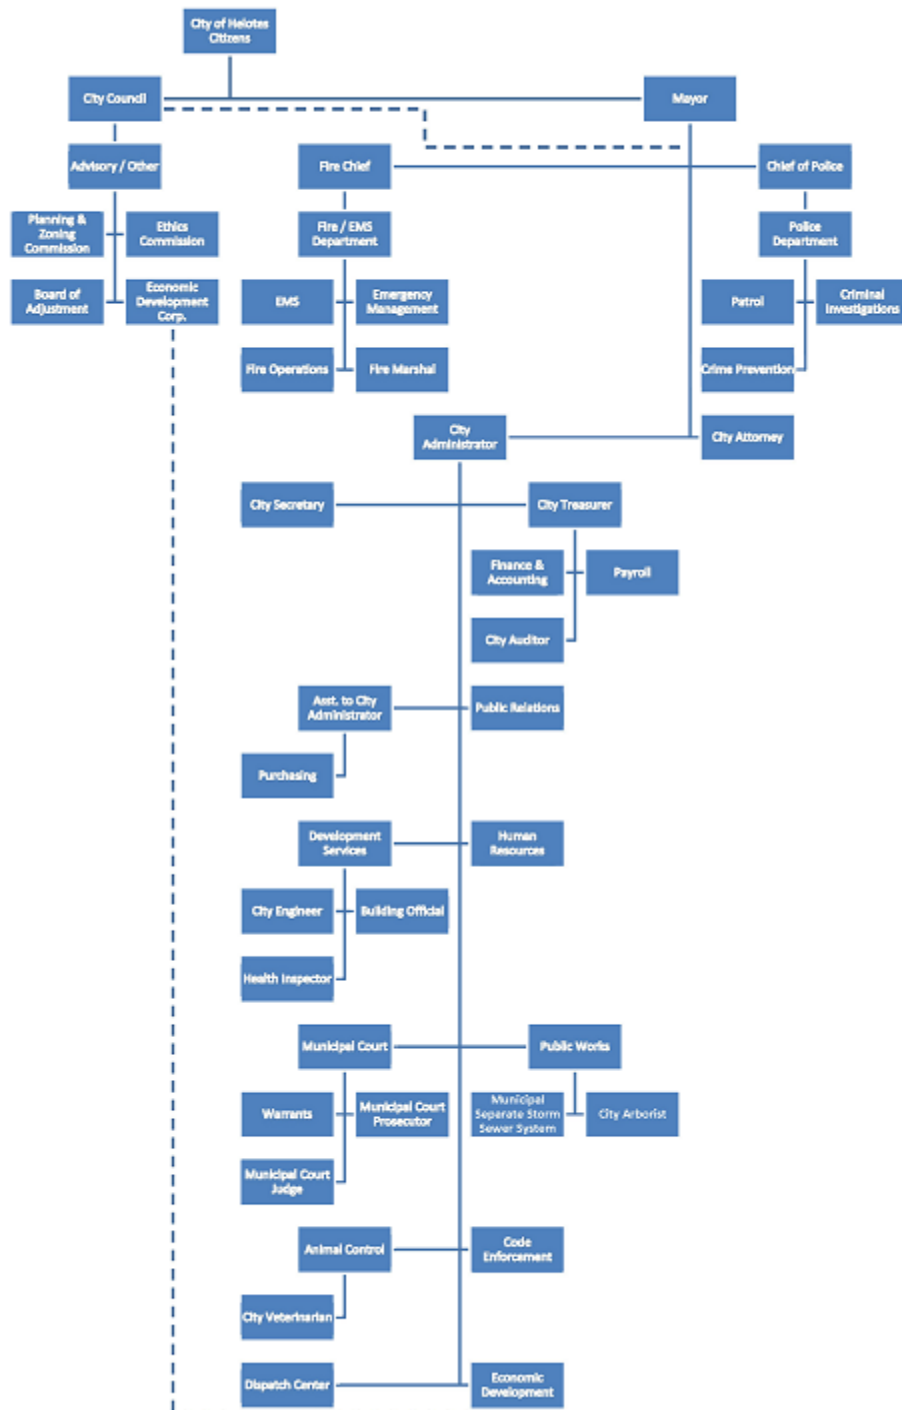 City of Helotes
Citizens
City Council
Mayor
Advisory / Other
Fire Chief
Chief of Police
Planning &
Zoning
Commission
Ethics
Commission
Fire / EMS
Department
Police
Department
Board of
Adjustment
Economic
Development
Corp.
EMS
Emergency
Management
Patrol
Criminal
Investigations
Fire Operations
Fire Marshal
Crime Prevention
City
Administrator
City Attorney
City Secretary
City Treasurer
Finance &
Accounting
Payroll
City Auditor
Asst. to City
Administrator
Public Relations
Purchasing
Development
Services
Human
Resources
City Engineer
Building Official
Health Inspector
Municipal Court
Public Works
Warrants
Municipal Court
Prosecutor
Municipal
Separate Storm
Sewer System
City Arborist
Municipal Court
Judge
Animal Control
Code
Enforcement
City Veterinarian
Dispatch Center
Economic
Development